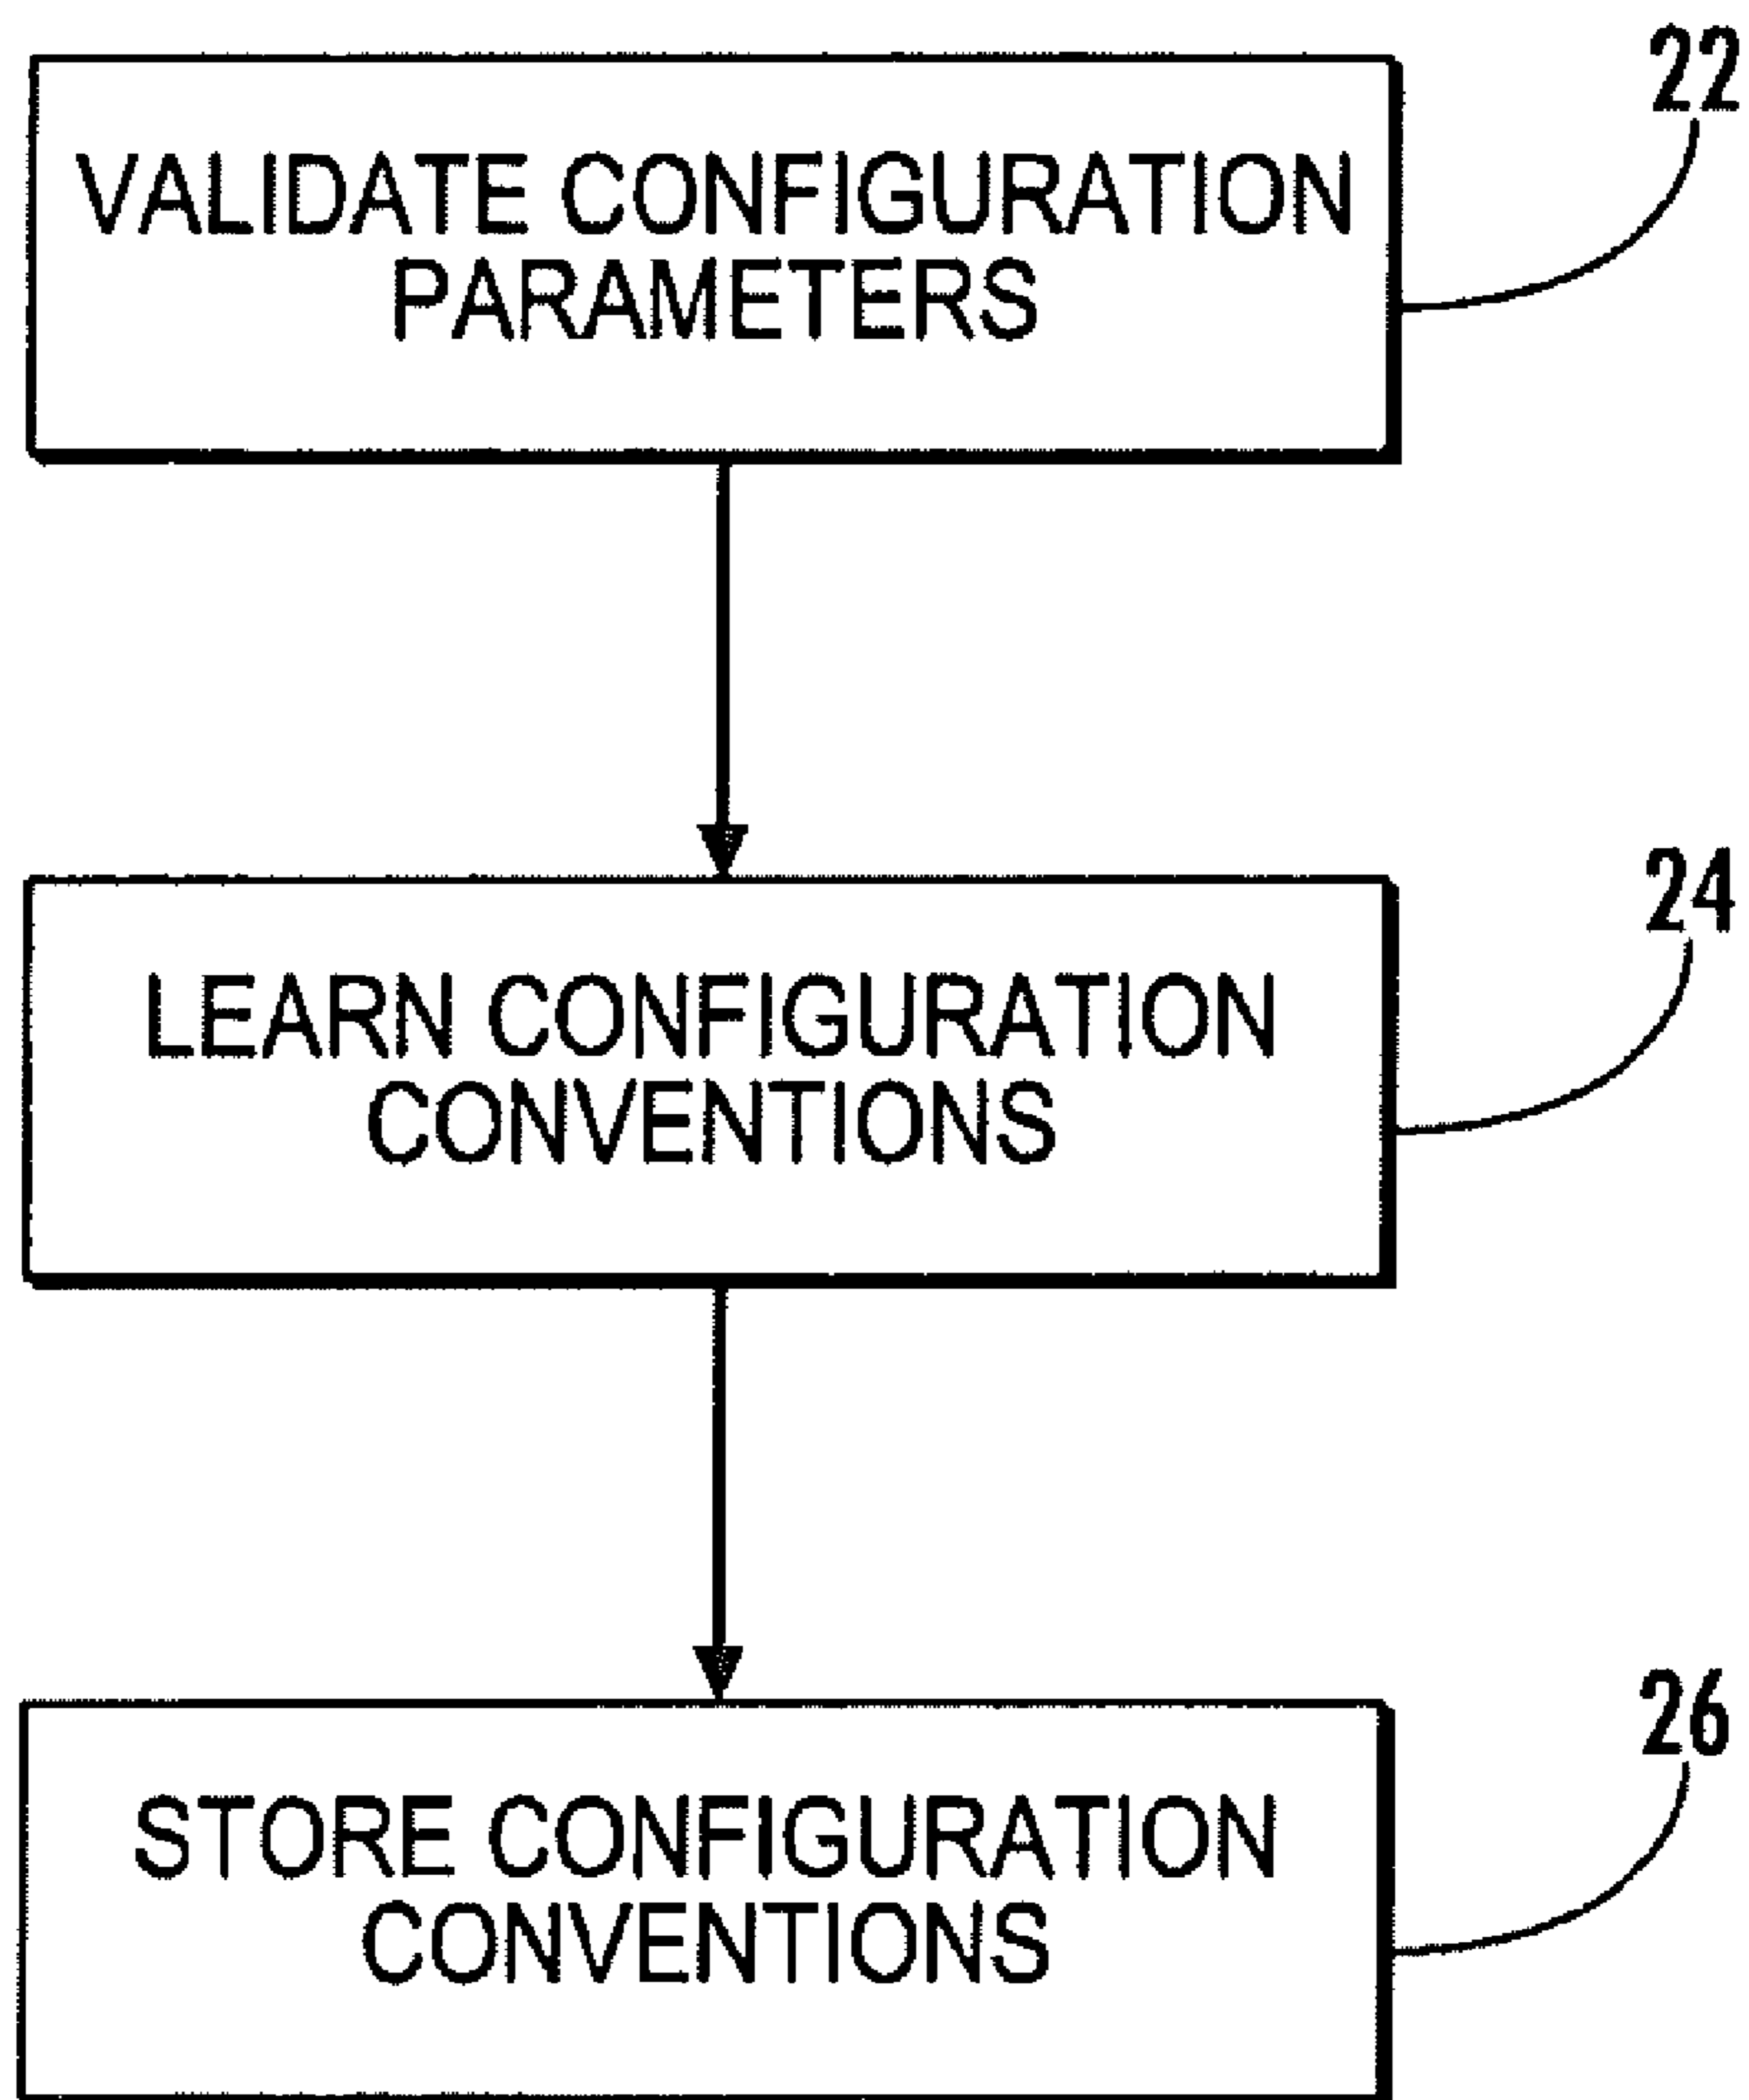 22
VALIDATE CONFIGURATION
PARAMETERS
24
LEARN CONFIGURATION
CONVENTIONS
26
STORE CONFIGURATION
CONVENTIONS